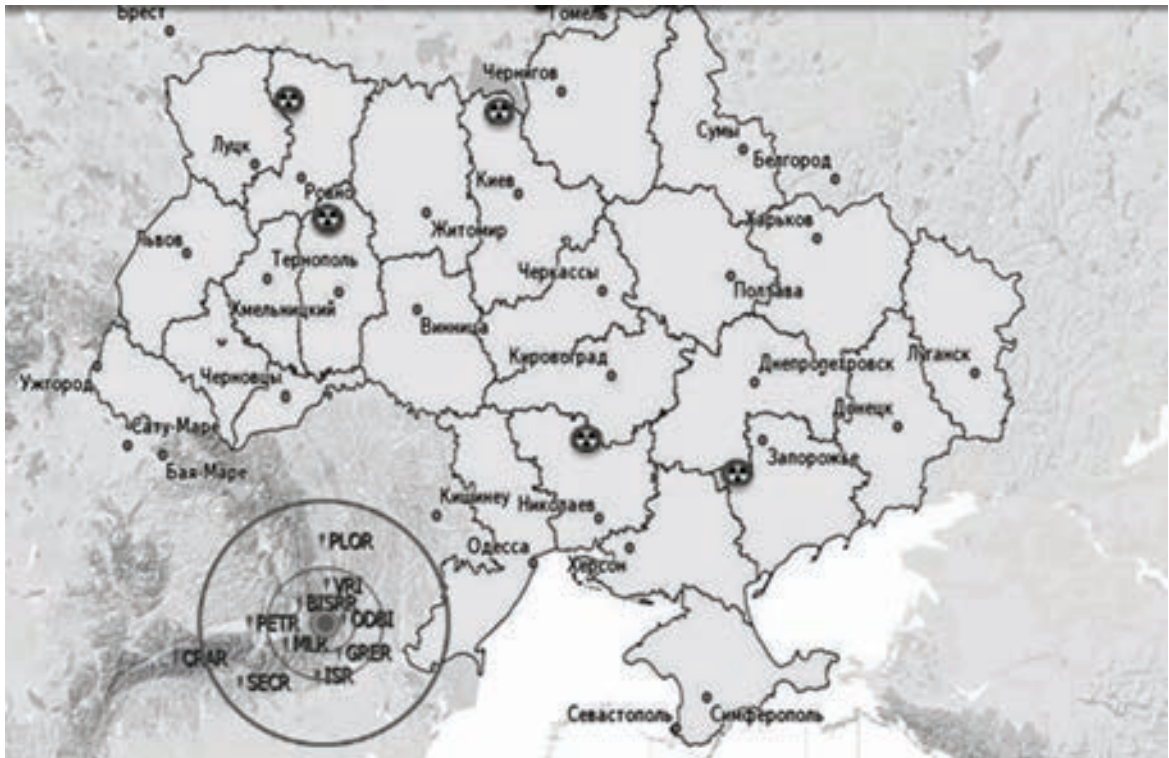 Брест
Гомель
Чернигов
Сумы
Белгород
Луцк
Ровно
Киев
Житомир
Харьков
Львов
Тернополь
Черкассы
Полтава
Хмельницкий
Винница
Кировоград
Днепропетровск
Луганск
Ужгород
Черновцы
Донецк
Сату-Маре
Бая-Маре
Запорожье
Кишинеу
Николаев
Одесса
Херсон
PLOR
VRI
BISRR
PETR
ODBI
MLR
GRER
CFAR
SECR
ISR
Севастополь
Симферополь